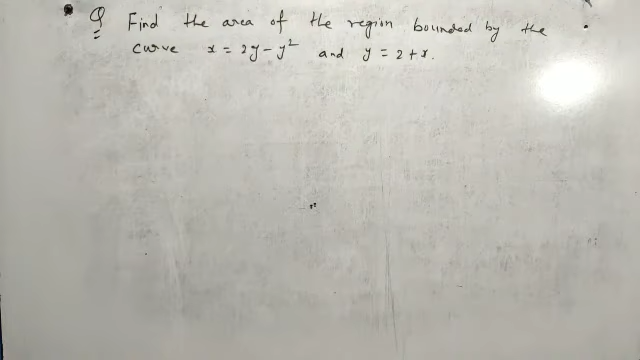 Q Find the area of the region bounded by the
curve x = 2y - y² and y = 2 + x.